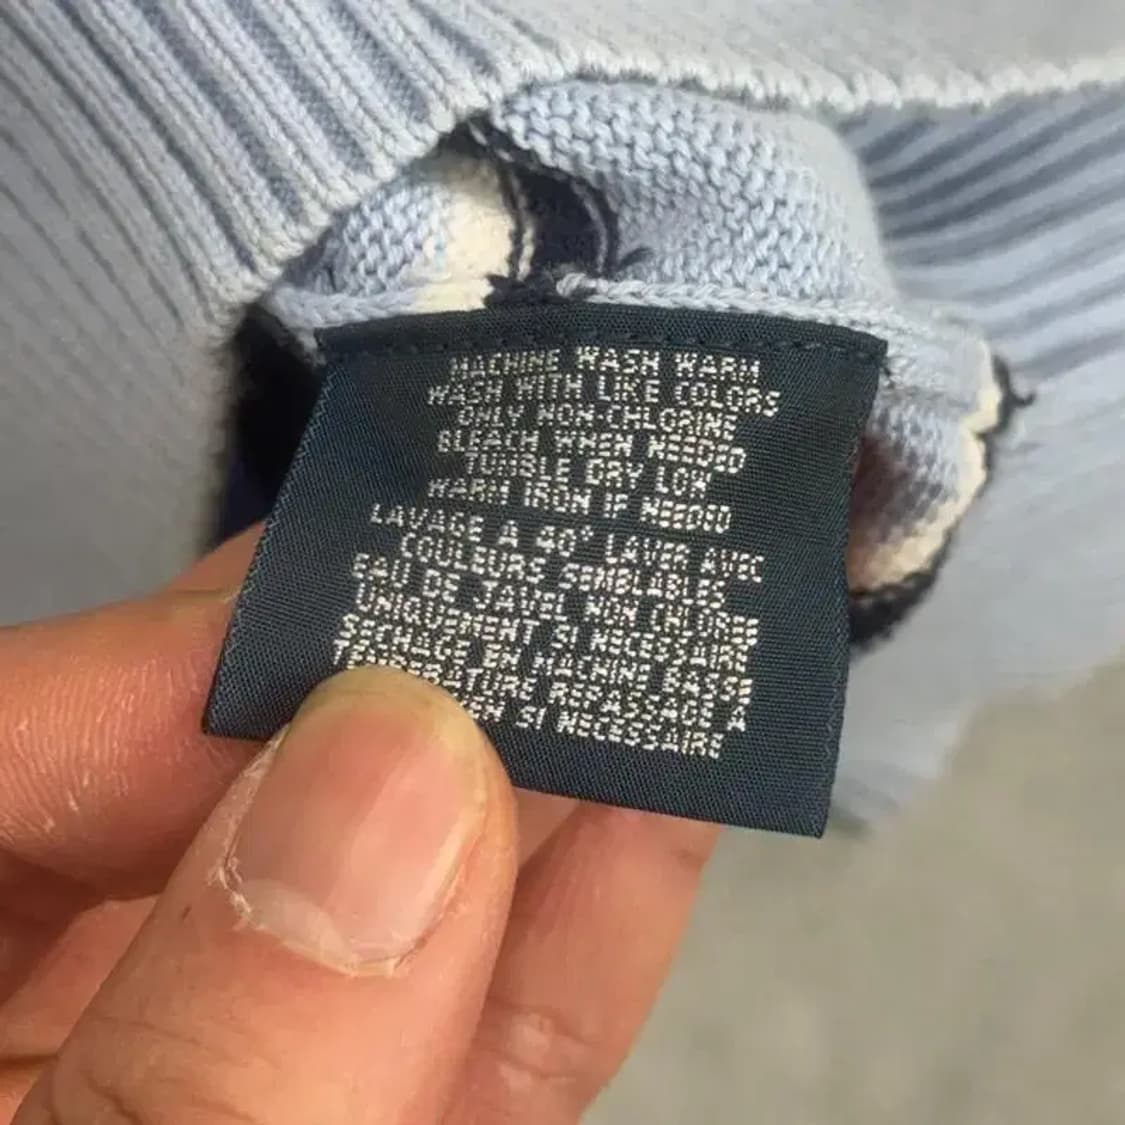 MACHINE WASH WARM
WASH WITH LIKE COLORS
ONLY NON-CHLORINE
BLEACH WHEN NEEDED
TUMBLE DRY LOW
WARM IRON IF NEEDED
LAVAGE A 40° LAVER AVEC
COULEURS SEMBLABLES
EAU DE JAVEL NON CHLOREE
UNIQUEMENT SI NECESSAIRE
SECHAGE EN MACHINE BASSE
TEMPERATURE REPASSAGE A
SI NECESSAIRE